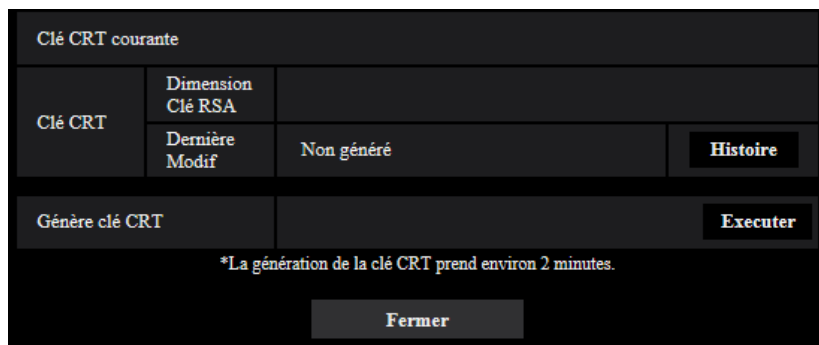 Clé CRT courante
Clé CRT
Dimension
Clé RSA
Dernière
Modif
Non généré
Histoire
Génère clé CRT
Executer
*La génération de la clé CRT prend environ 2 minutes.
Fermer